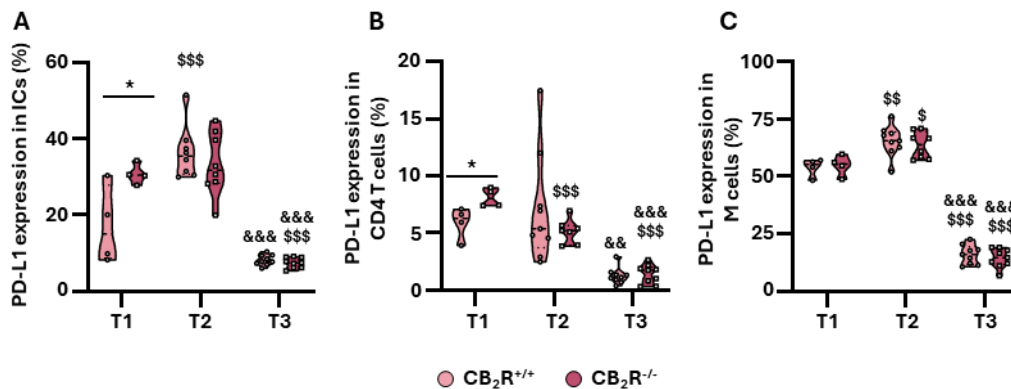 A
PD-L1 expression in ICs (%)
60
40
20
0
*
$$$
&&&
&&&
$$$
T1
T2
T3
B
PD-L1 expression in
CD4 T cells (%)
20
15
10
5
0
*
$$$
&&
&&&
$$$
T1
T2
T3
C
PD-L1 expression in
M cells (%)
100
75
50
25
0
$$
$
&&&
$$$
&&&
$$$
T1
T2
T3
CB₂R⁺/⁺
CB₂R⁻/⁻